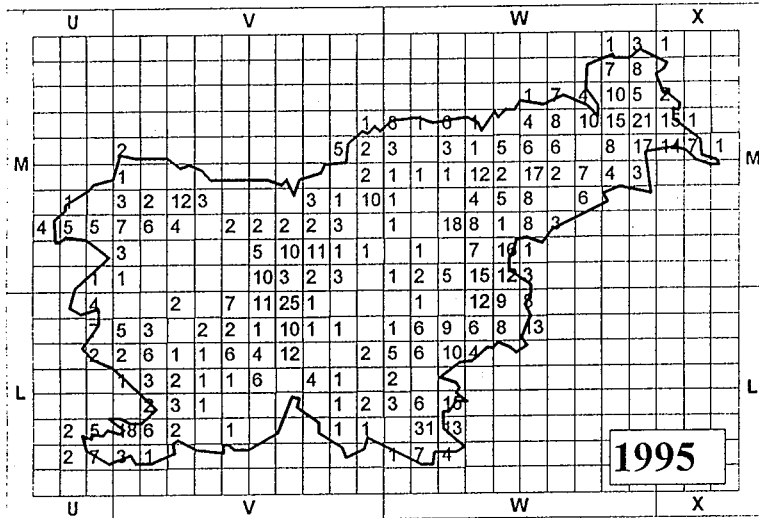 U V W X
1 3 1
7 8
1 7 4 10 5 2
1 8 1 6 1 4 8 10 15 21 15 1
2 5 2 3 3 1 5 6 6 8 17 14 7 1
M M
1 2 1 1 1 12 2 17 2 7 4 3
1 3 2 12 3 3 1 10 1 4 5 8 6
4 5 5 7 6 4 2 2 2 2 3 1 18 8 1 8 3
3 5 10 11 1 1 1 7 16 1
1 1 10 3 2 3 1 2 5 15 12 3
4 2 7 11 25 1 1 12 9 8
7 5 3 2 2 1 10 1 1 1 6 9 6 8 13
2 2 6 1 1 6 4 12 2 5 6 10 4
1 3 2 1 1 6 4 1 2
L L
2 3 1 1 2 3 6 15
2 5 18 6 2 1 1 1 31 13
2 7 3 1 1 7 4
1995
U V W X